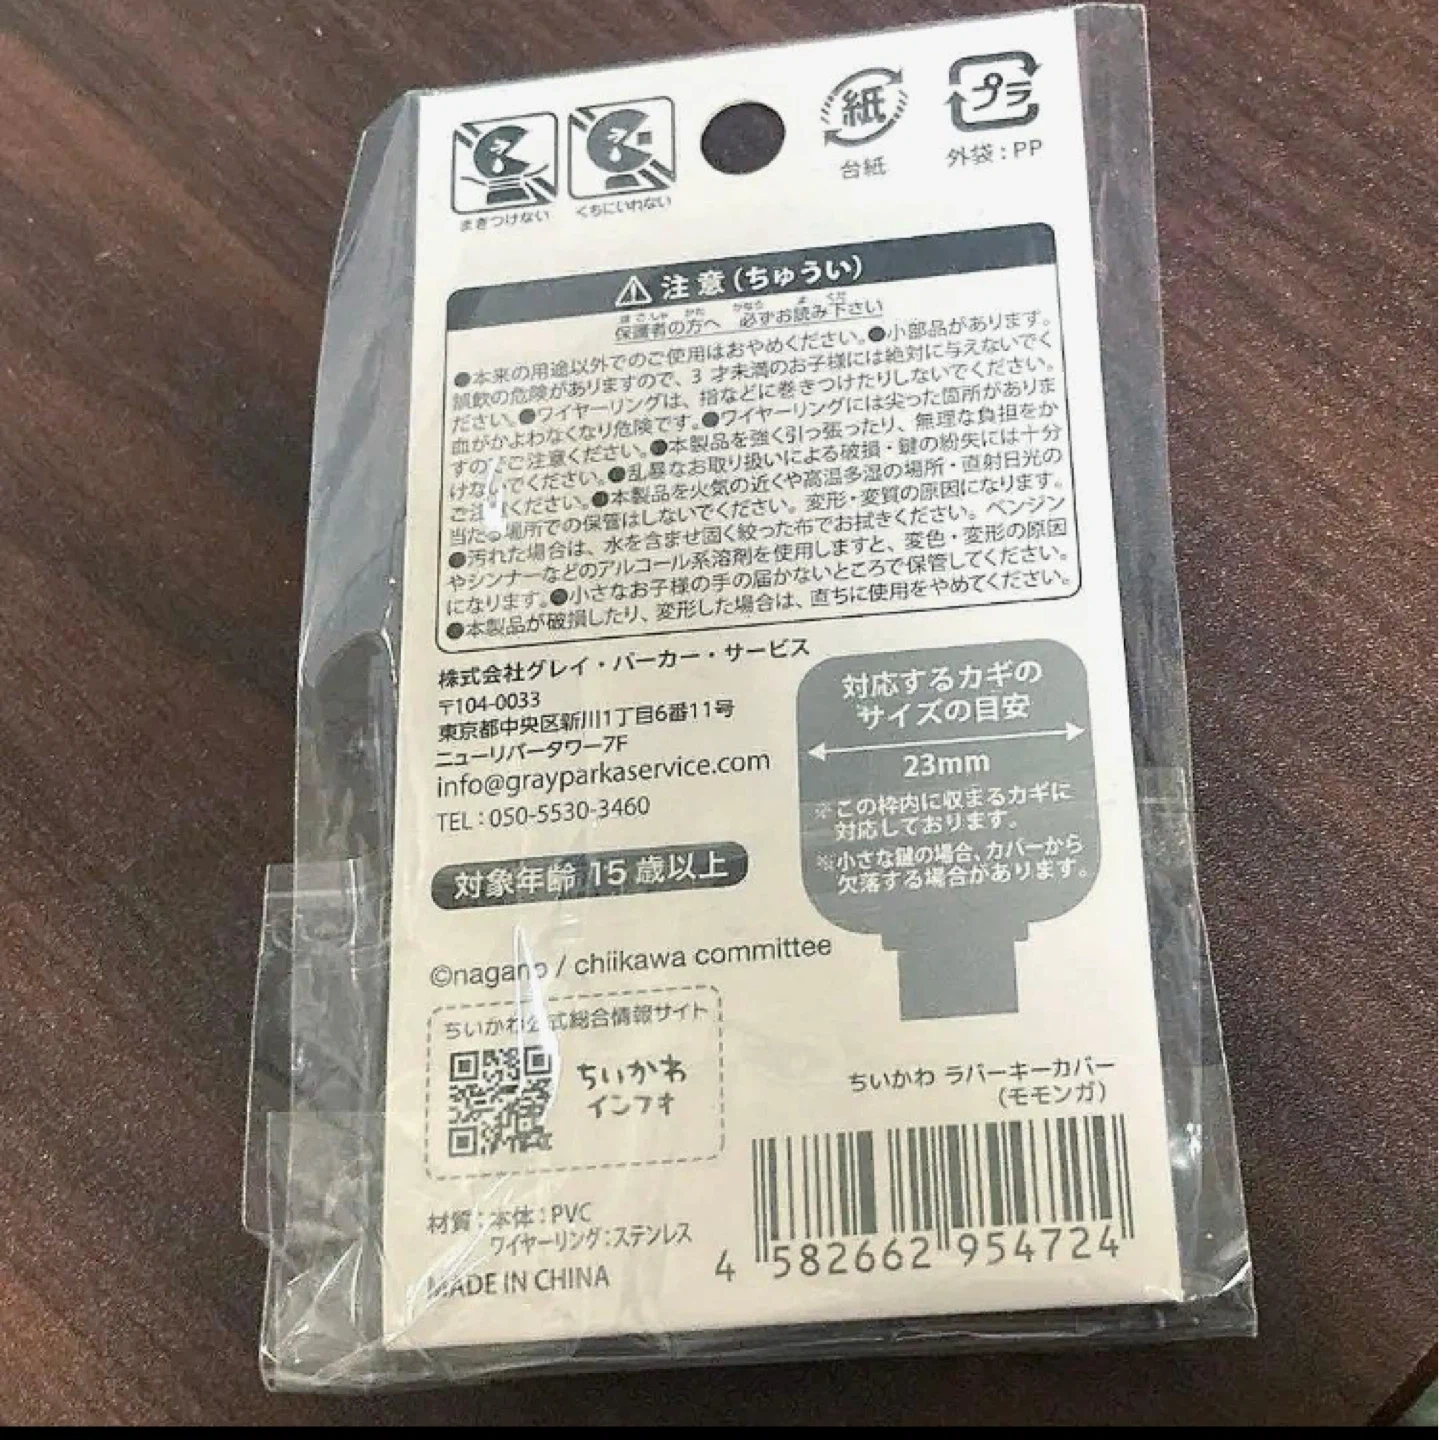 まきつけない
くちにいれない
紙
台紙
プラ
外袋：PP
注意（ちゅうい）
ほごしゃ かた かなら よ くだ
保護者の方へ 必ずお読み下さい
●本来の用途以外でのご使用はおやめください。●小部品があります。
誤飲の危険がありますので、3才未満のお子様には絶対に与えないでく
ださい。●ワイヤーリングは、指などに巻きつけたりしないでください。
血がかよわなくなり危険です。●ワイヤーリングには尖った箇所がありま
すのでご注意ください。●本製品を強く引っ張ったり、無理な負担をか
けないでください。●乱暴なお取り扱いによる破損・鍵の紛失には十分
ご注意ください。●本製品を火気の近くや高温多湿の場所・直射日光の
当たる場所での保管はしないでください。変形・変質の原因になります。
●汚れた場合は、水を含ませ固く絞った布でお拭きください。ベンジン
やシンナーなどのアルコール系溶剤を使用しますと、変色・変形の原因
になります。●小さなお子様の手の届かないところで保管してください。
●本製品が破損したり、変形した場合は、直ちに使用をやめてください。
株式会社グレイ・パーカー・サービス
〒104-0033
東京都中央区新川1丁目6番11号
ニューリバータワー7F
info@grayparkaservice.com
TEL：050-5530-3460
対象年齢 15歳以上
対応するカギの
サイズの目安
23mm
※この枠内に収まるカギに
対応しております。
※小さな鍵の場合、カバーから
欠落する場合があります。
©nagano / chiikawa committee
ちいかわ公式総合情報サイト
ちいかわ
インフォ
ちいかわ ラバーキーカバー
（モモンガ）
材質：本体：PVC
ワイヤーリング：ステンレス
MADE IN CHINA
4 582662 954724